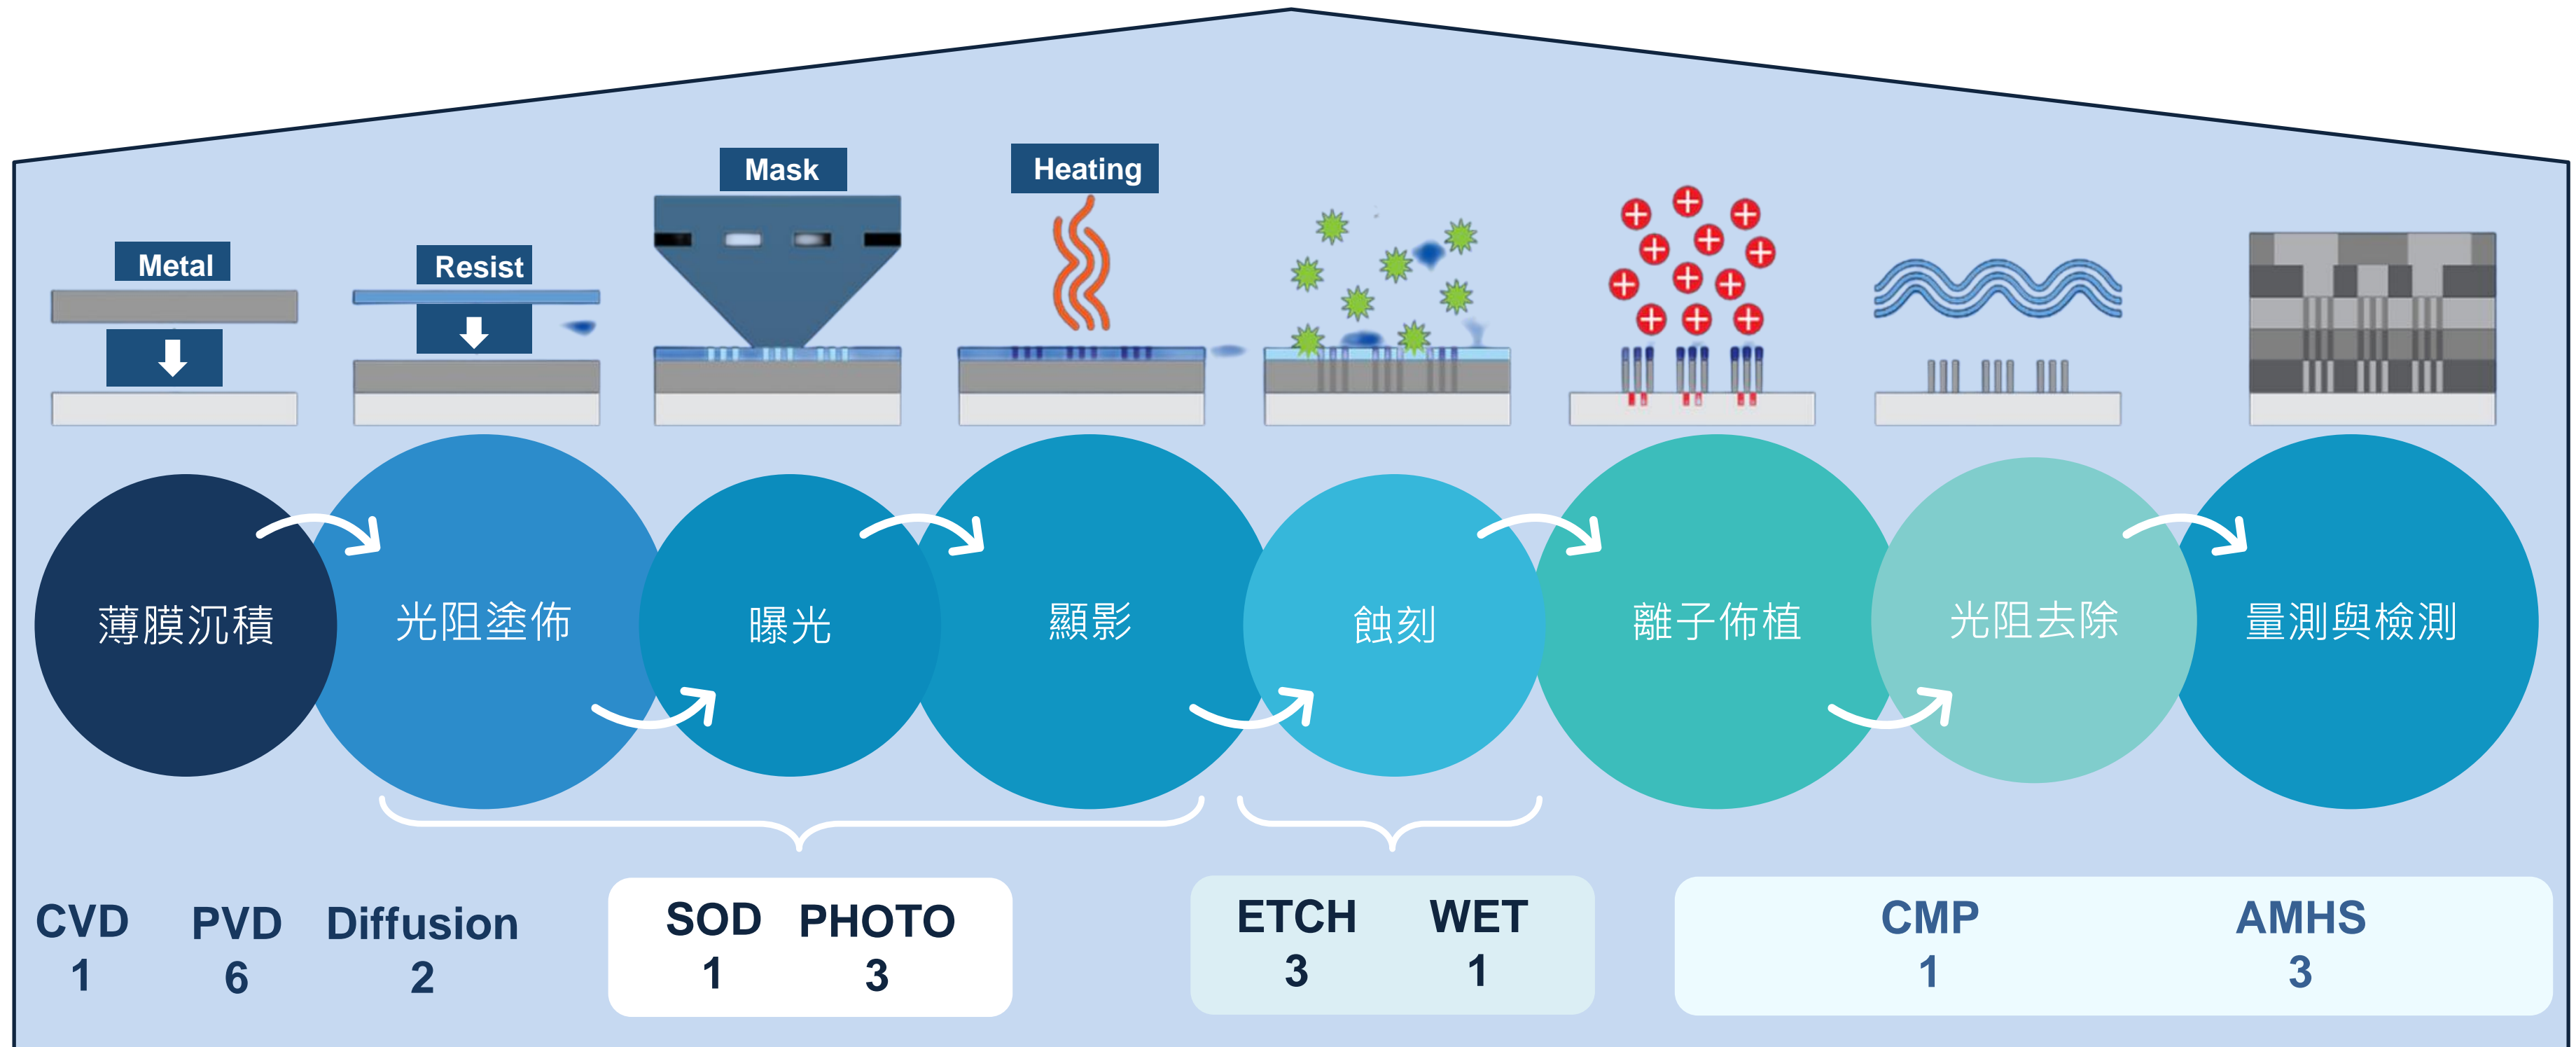 Metal
Resist
Mask
Heating
薄膜沉積
光阻塗佈
曝光
顯影
蝕刻
離子佈植
光阻去除
量測與檢測
CVD PVD Diffusion SOD PHOTO ETCH WET CMP AMHS
1 6 2 1 3 3 1 1 3